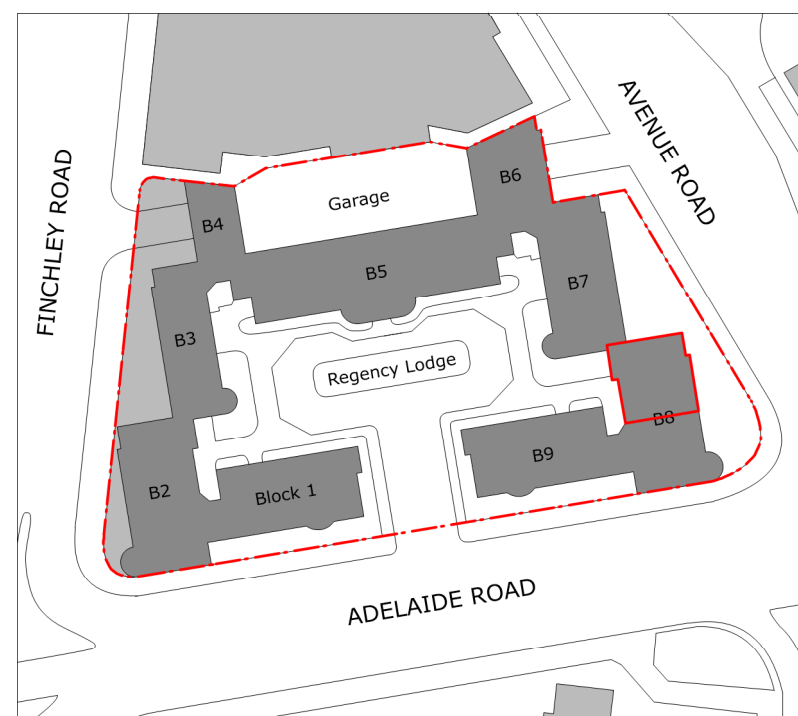 AVENUE ROAD
FINCHLEY ROAD
B6
Garage
B4
B5
B7
B3
Regency Lodge
B8
B9
B2
Block 1
ADELAIDE ROAD